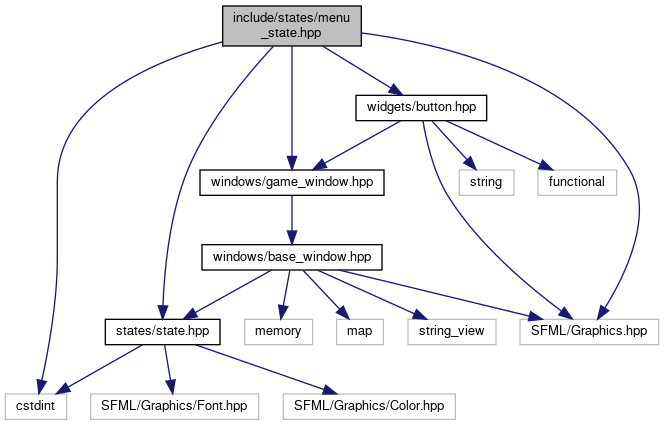 include/states/menu
_state.hpp
widgets/button.hpp
windows/game_window.hpp
string
functional
windows/base_window.hpp
states/state.hpp
memory
map
string_view
SFML/Graphics.hpp
cstdint
SFML/Graphics/Font.hpp
SFML/Graphics/Color.hpp